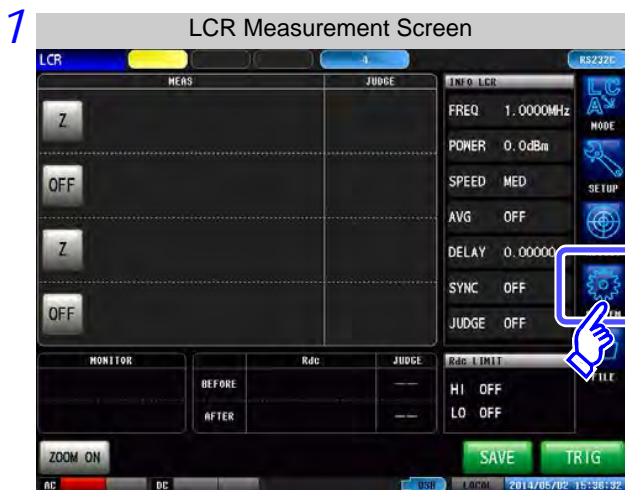 1
LCR Measurement Screen
LCR
4
RS232C
MEAS
JUDGE
INFO LCR
Z
FREQ 1.0000MHz
MODE
POWER 0.0dBm
OFF
SPEED MED
SETUP
AVG OFF
Z
DELAY 0.00000
SYNC OFF
OFF
JUDGE OFF
MONITOR
Rdc
JUDGE
Rdc LIMIT
FILE
BEFORE
HI OFF
AFTER
LO OFF
ZOOM ON
SAVE
TRIG
AC
DC
USB
LOCAL
2014/05/02 15:36:32